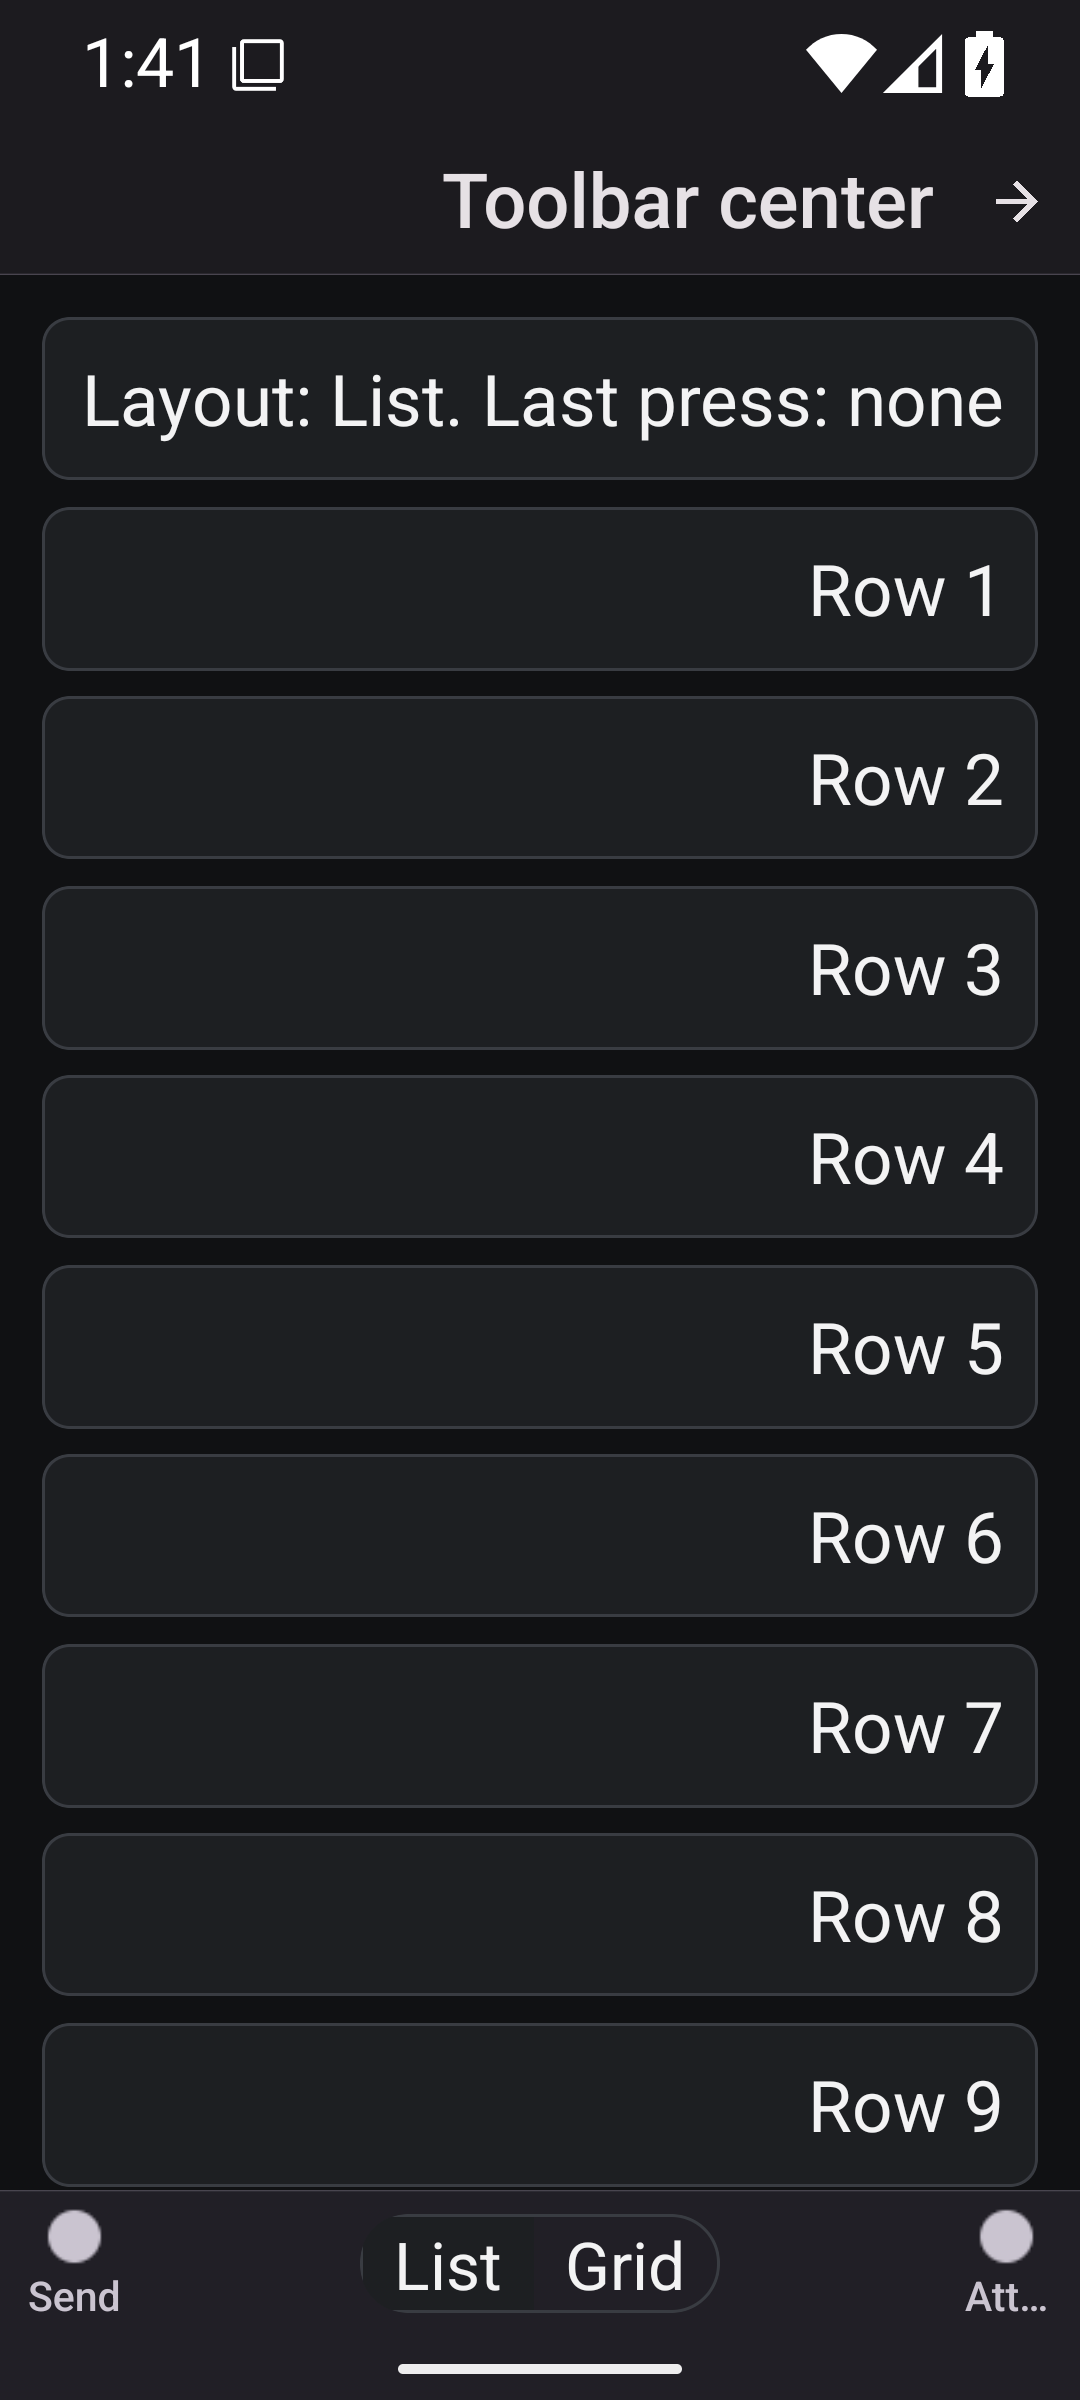 1:41
Toolbar center
Layout: List. Last press: none
Row 1
Row 2
Row 3
Row 4
Row 5
Row 6
Row 7
Row 8
Row 9
Send
List
Grid
Att…